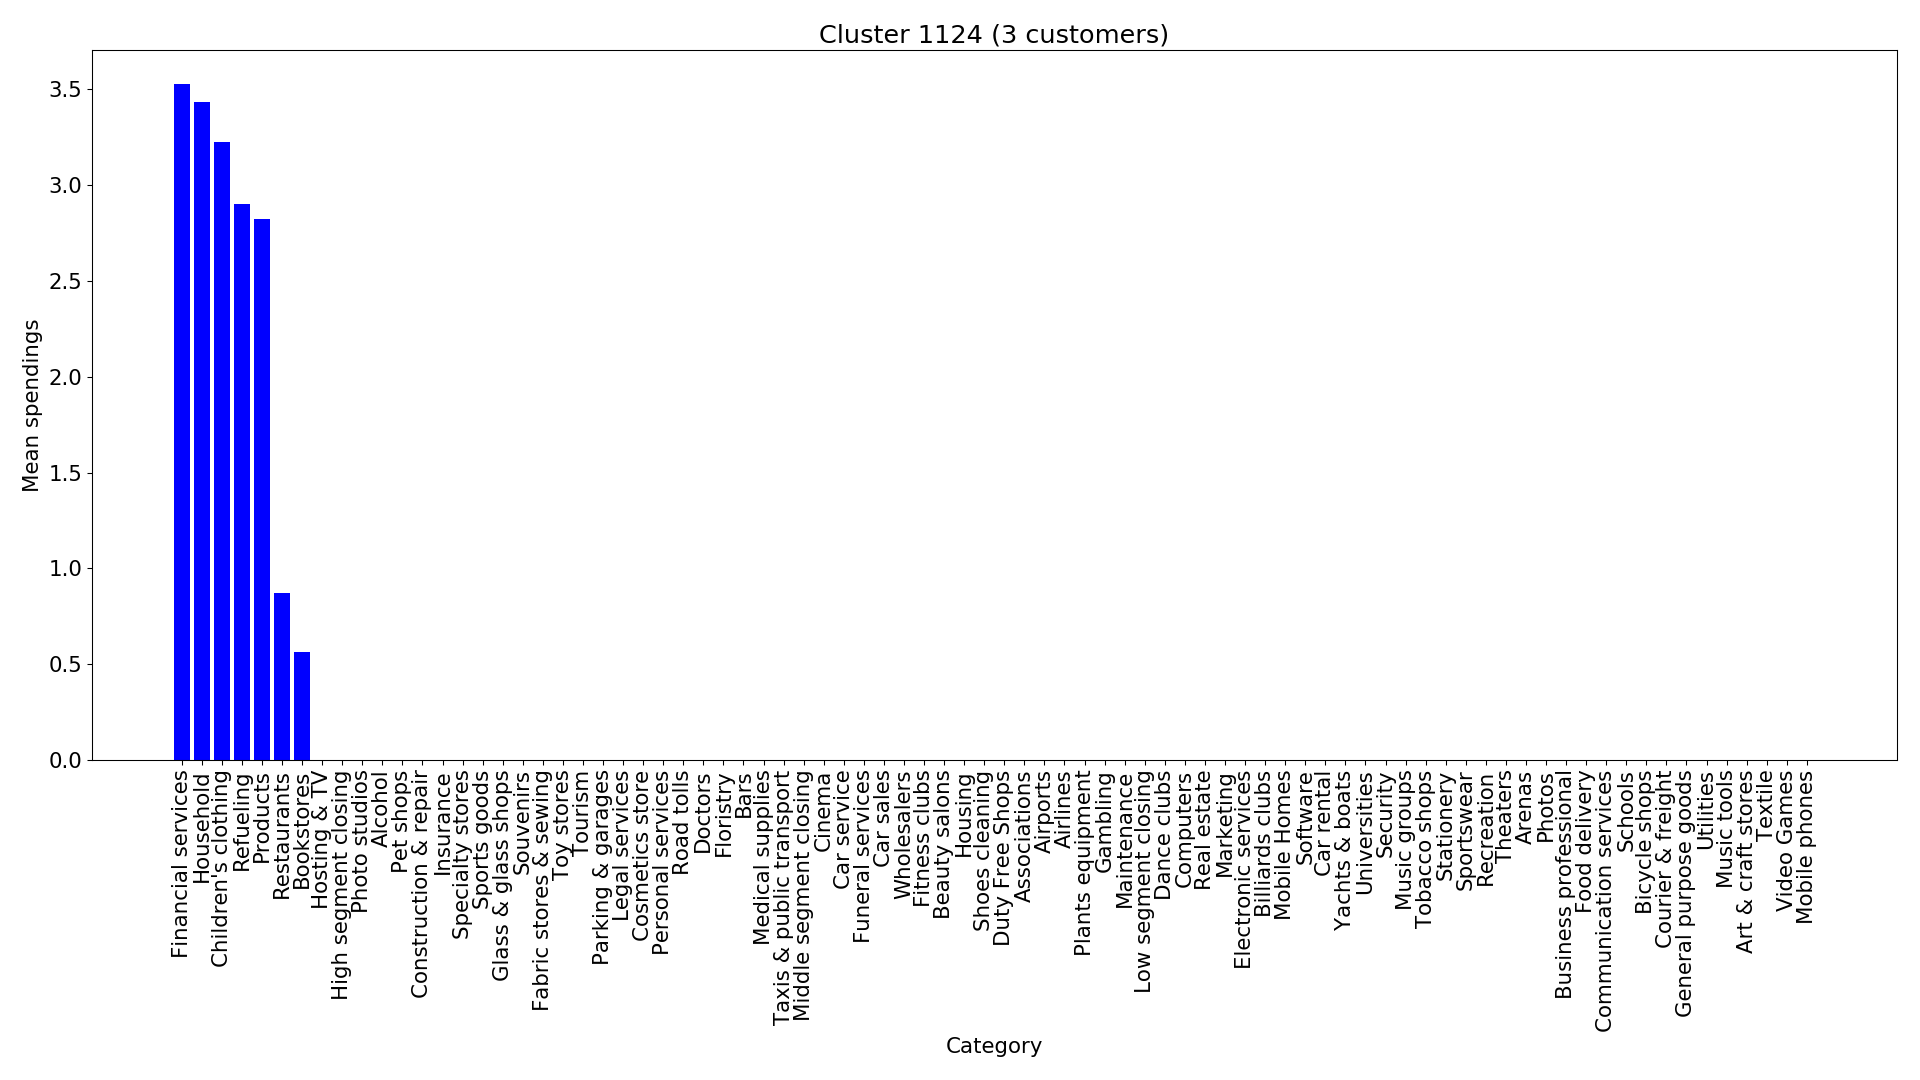 Cluster 1124 (3 customers)
Mean spendings
3.5
3.0
2.5
2.0
1.5
1.0
0.5
0.0
Financial services
Household
Children's clothing
Refueling
Products
Restaurants
Bookstores
Hosting & TV
High segment closing
Photo studios
Alcohol
Pet shops
Construction & repair
Insurance
Specialty stores
Sports goods
Glass & glass shops
Souvenirs
Fabric stores & sewing
Toy stores
Tourism
Parking & garages
Legal services
Cosmetics store
Personal services
Road tolls
Doctors
Floristry
Bars
Medical supplies
Taxis & public transport
Middle segment closing
Cinema
Car service
Funeral services
Car sales
Wholesalers
Fitness clubs
Beauty salons
Housing
Shoes cleaning
Duty Free Shops
Associations
Airports
Airlines
Plants equipment
Gambling
Maintenance
Low segment closing
Dance clubs
Computers
Real estate
Marketing
Electronic services
Billiards clubs
Mobile Homes
Software
Car rental
Yachts & boats
Universities
Security
Music groups
Tobacco shops
Stationery
Sportswear
Recreation
Theaters
Arenas
Photos
Business professional
Food delivery
Communication services
Schools
Bicycle shops
Courier & freight
General purpose goods
Utilities
Music tools
Art & craft stores
Textile
Video Games
Mobile phones
Category